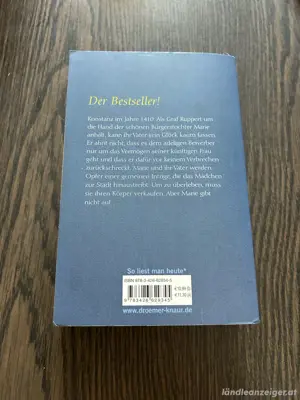 Der Bestseller!
Konstanz im Jahre 1410: Als Graf Ruppert um
die Hand der schönen Bürgerstochter Marie
anhält, kann ihr Vater sein Glück kaum fassen.
Er ahnt nicht, dass es dem adeligen Bewerber
nur um das Vermögen seiner künftigen Frau
geht und dass er dafür vor keinem Verbrechen
zurückscheut. Marie und ihr Vater werden
Opfer einer gemeinen Intrige, die das Mädchen
zur Stadt hinaustreibt. Um zu überleben, muss
sie ihren Körper verkaufen. Aber Marie gibt
nicht auf
So liest man heute*
www.droemer-knaur.de
ländleanzeiger.at